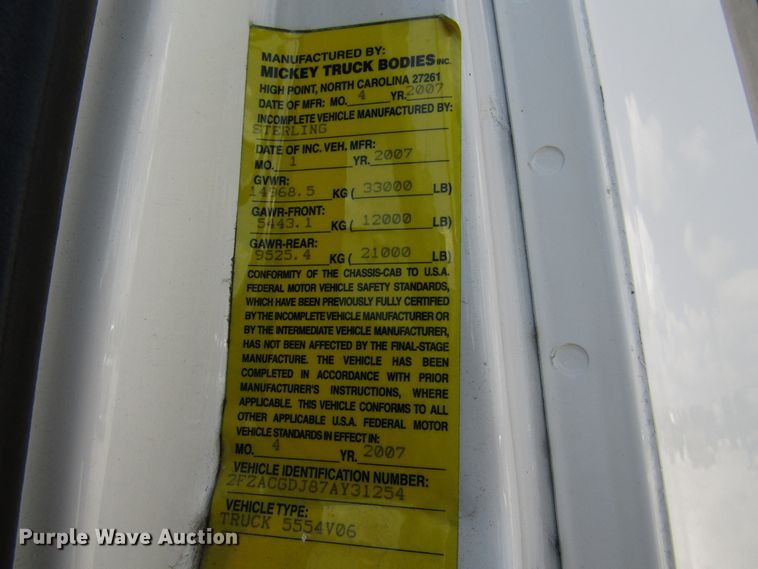 MANUFACTURED BY:
MICKEY TRUCK BODIES INC.
HIGH POINT, NORTH CAROLINA 27261
DATE OF MFR: MO. 4 YR. 2007
INCOMPLETE VEHICLE MANUFACTURED BY:
STERLING
DATE OF INC. VEH. MFR:
MO. 1 YR. 2007
GVWR:
14968.5 KG ( 33000 LB)
GAWR-FRONT:
5443.1 KG ( 12000 LB)
GAWR-REAR:
9525.4 KG ( 21000 LB)
CONFORMITY OF THE CHASSIS-CAB TO U.S.A.
FEDERAL MOTOR VEHICLE SAFETY STANDARDS,
WHICH HAVE BEEN PREVIOUSLY FULLY CERTIFIED
BY THE INCOMPLETE VEHICLE MANUFACTURER OR
BY THE INTERMEDIATE VEHICLE MANUFACTURER,
HAS NOT BEEN AFFECTED BY THE FINAL-STAGE
MANUFACTURE. THE VEHICLE HAS BEEN
COMPLETED IN ACCORDANCE WITH PRIOR
MANUFACTURER'S INSTRUCTIONS, WHERE
APPLICABLE. THIS VEHICLE CONFORMS TO ALL
OTHER APPLICABLE U.S.A. FEDERAL MOTOR
VEHICLE STANDARDS IN EFFECT IN:
MO. 4 YR. 2007
VEHICLE IDENTIFICATION NUMBER:
2FZACGDJ87AY31254
VEHICLE TYPE:
TRUCK 5554V06
Purple Wave Auction